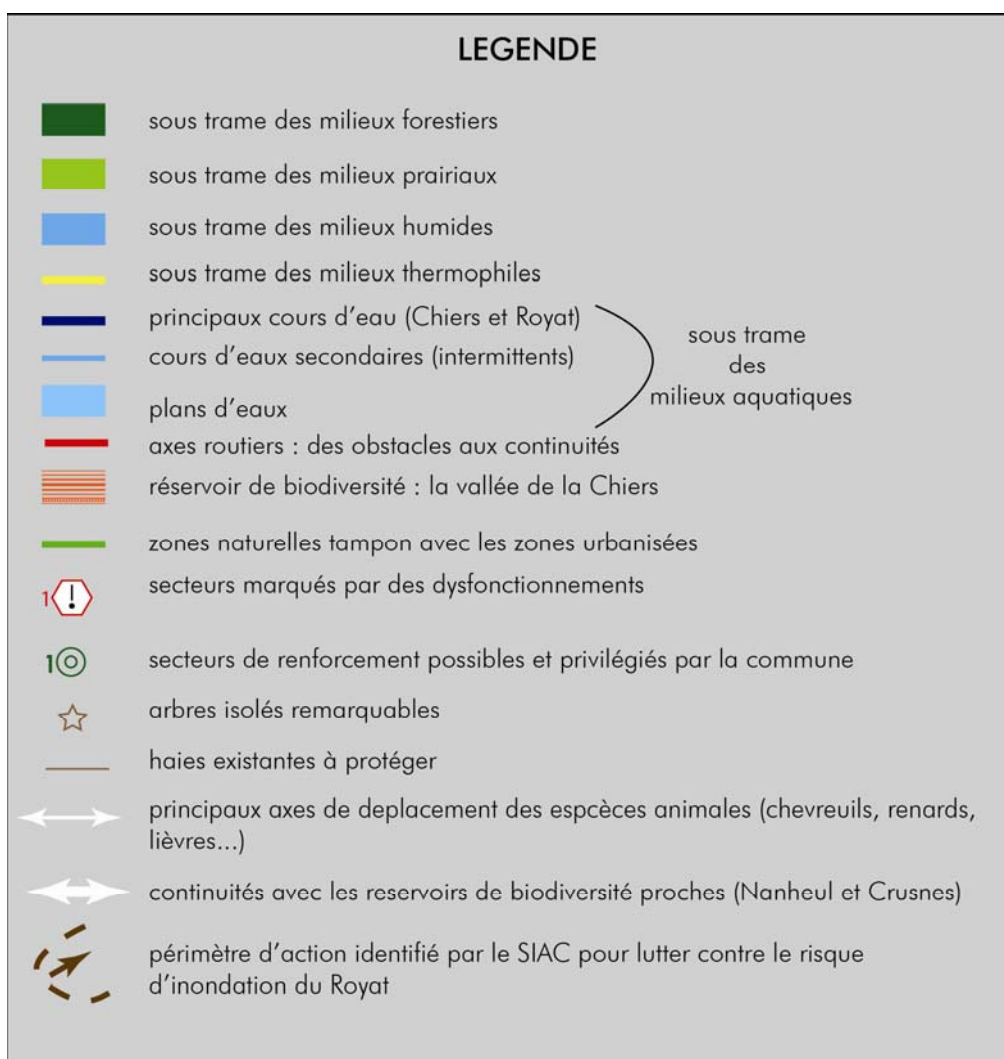 LEGENDE
sous trame des milieux forestiers
sous trame des milieux prairiaux
sous trame des milieux humides
sous trame des milieux thermophiles
principaux cours d'eau (Chiers et Royat)
cours d'eaux secondaires (intermittents)
plans d'eaux
sous trame
des
milieux aquatiques
axes routiers : des obstacles aux continuités
réservoir de biodiversité : la vallée de la Chiers
zones naturelles tampon avec les zones urbanisées
1 ! secteurs marqués par des dysfonctionnements
1 secteurs de renforcement possibles et privilégiés par la commune
arbres isolés remarquables
haies existantes à protéger
principaux axes de deplacement des espcèces animales (chevreuils, renards,
lièvres...)
continuités avec les reservoirs de biodiversité proches (Nanheul et Crusnes)
périmètre d'action identifié par le SIAC pour lutter contre le risque
d'inondation du Royat